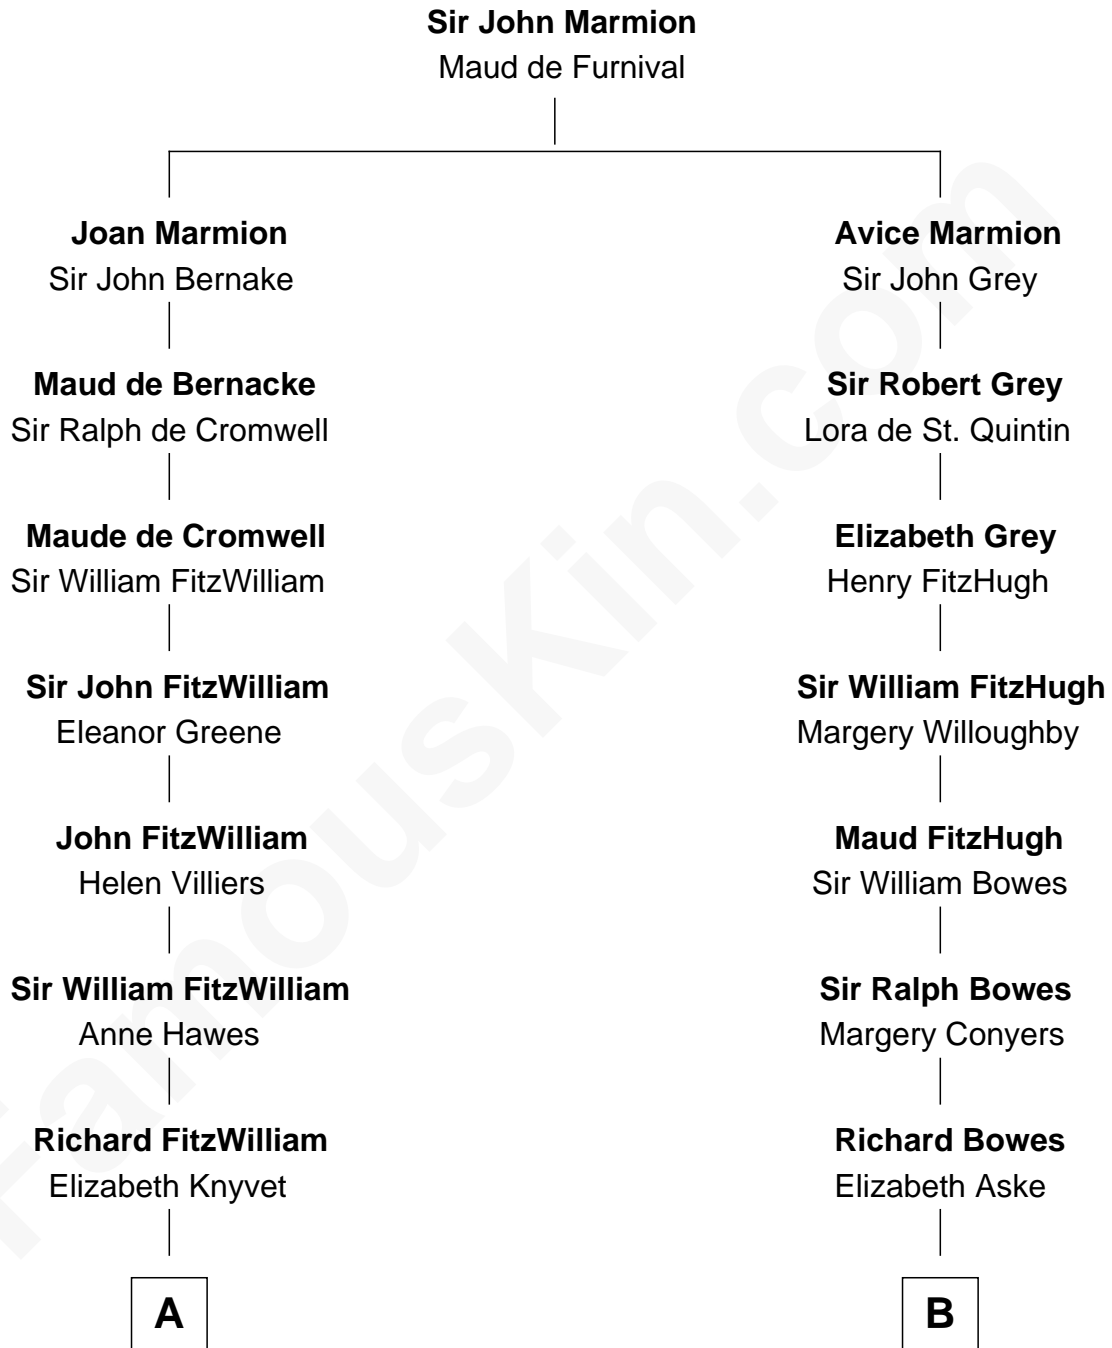 Sir John Marmion
Maud de Furnival
Joan Marmion
Sir John Bernake
Avice Marmion
Sir John Grey
Maud de Bernacke
Sir Ralph de Cromwell
Sir Robert Grey
Lora de St. Quintin
Maude de Cromwell
Sir William FitzWilliam
Elizabeth Grey
Henry FitzHugh
Sir John FitzWilliam
Eleanor Greene
Sir William FitzHugh
Margery Willoughby
John FitzWilliam
Helen Villiers
Maud FitzHugh
Sir William Bowes
Sir William FitzWilliam
Anne Hawes
Sir Ralph Bowes
Margery Conyers
Richard FitzWilliam
Elizabeth Knyvet
Richard Bowes
Elizabeth Aske
A
B
FamousKin.com